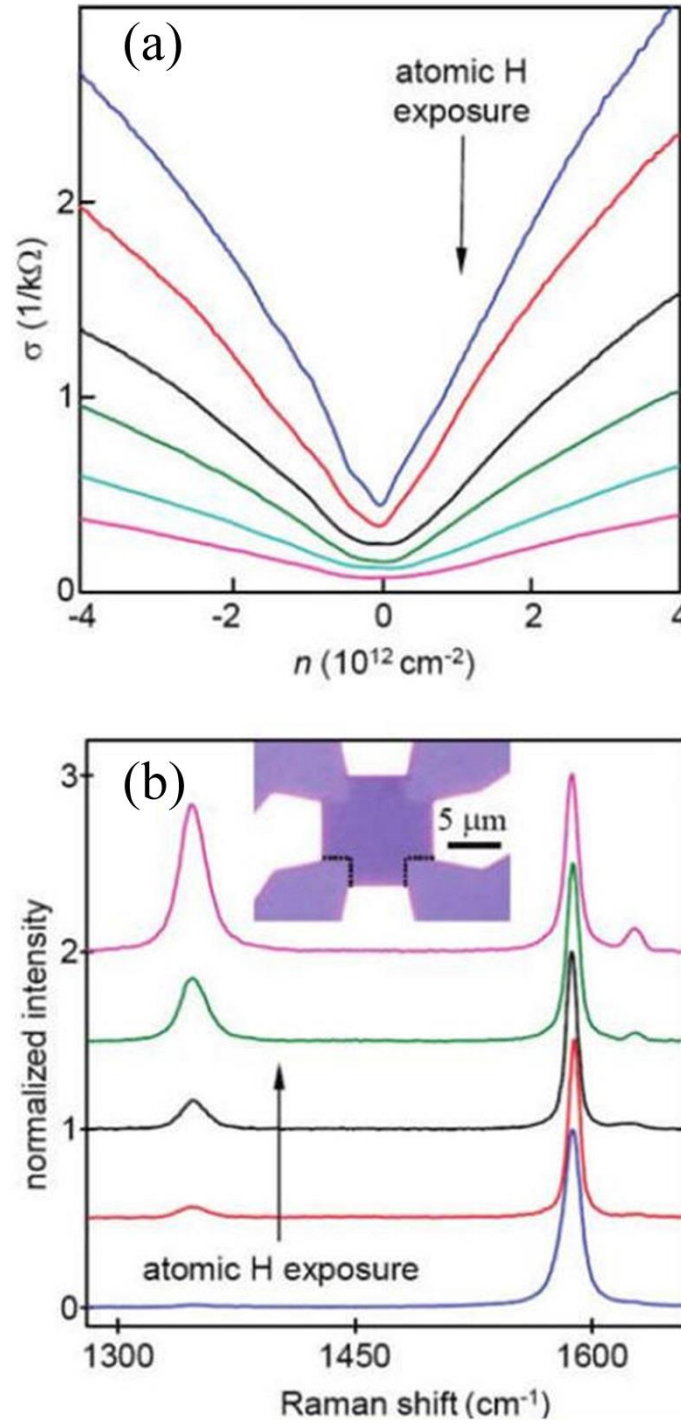 (a)
atomic H
exposure
2
1
0
σ (1/kΩ)
-4 -2 0 2 4
n (10¹² cm⁻²)
(b)
5 μm
3
2
1
0
normalized intensity
atomic H exposure
1300 1450 1600
Raman shift (cm⁻¹)